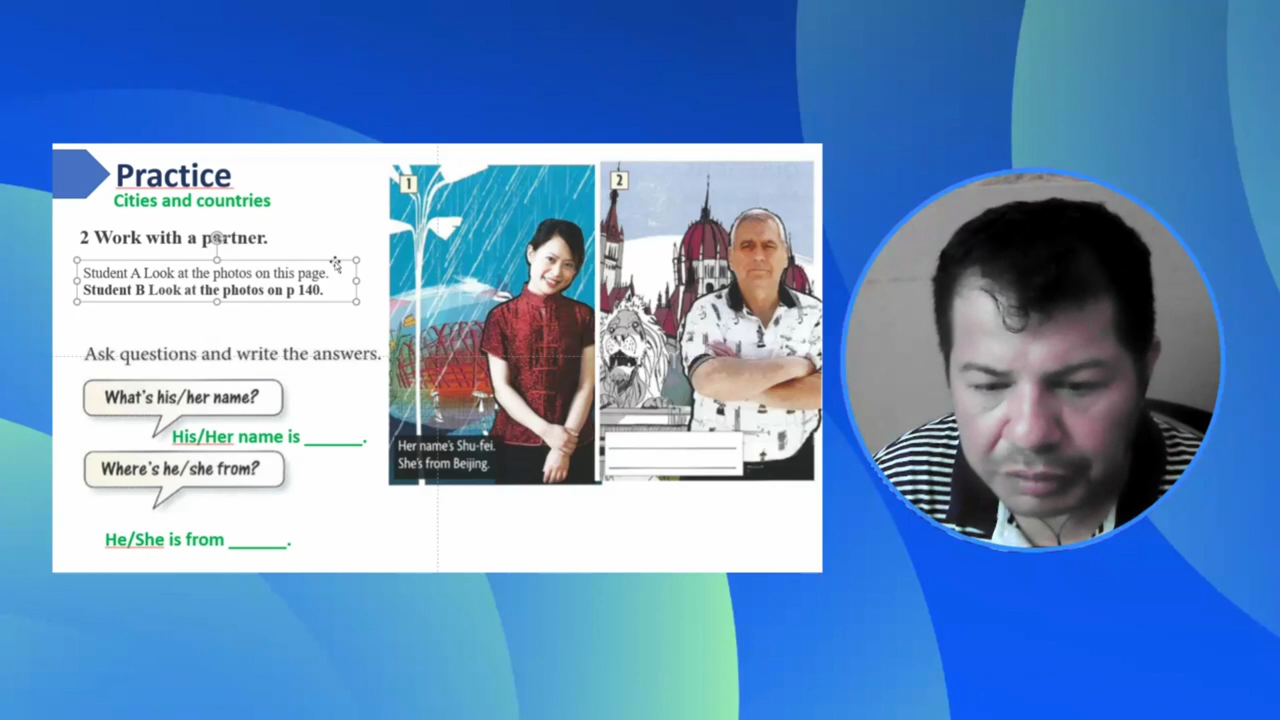 Practice
Cities and countries
2 Work with a partner.
Student A Look at the photos on this page.
Student B Look at the photos on p 140.
Ask questions and write the answers.
What's his/her name?
His/Her name is ______.
Where's he/she from?
He/She is from ______.
1
Her name's Shu-fei.
She's from Beijing.
2